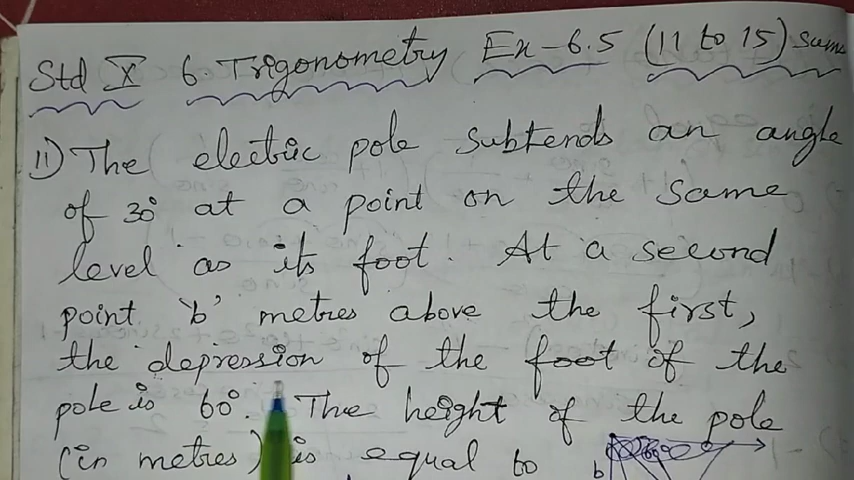 Std X 6. Trigonometry Ex-6.5 (11 to 15) sums
11) The electric pole subtends an angle
of 30° at a point on the same
level as its foot. At a second
point 'b' metres above the first,
the depression of the foot of the
pole is 60°. The height of the pole
(in metres) is equal to
b